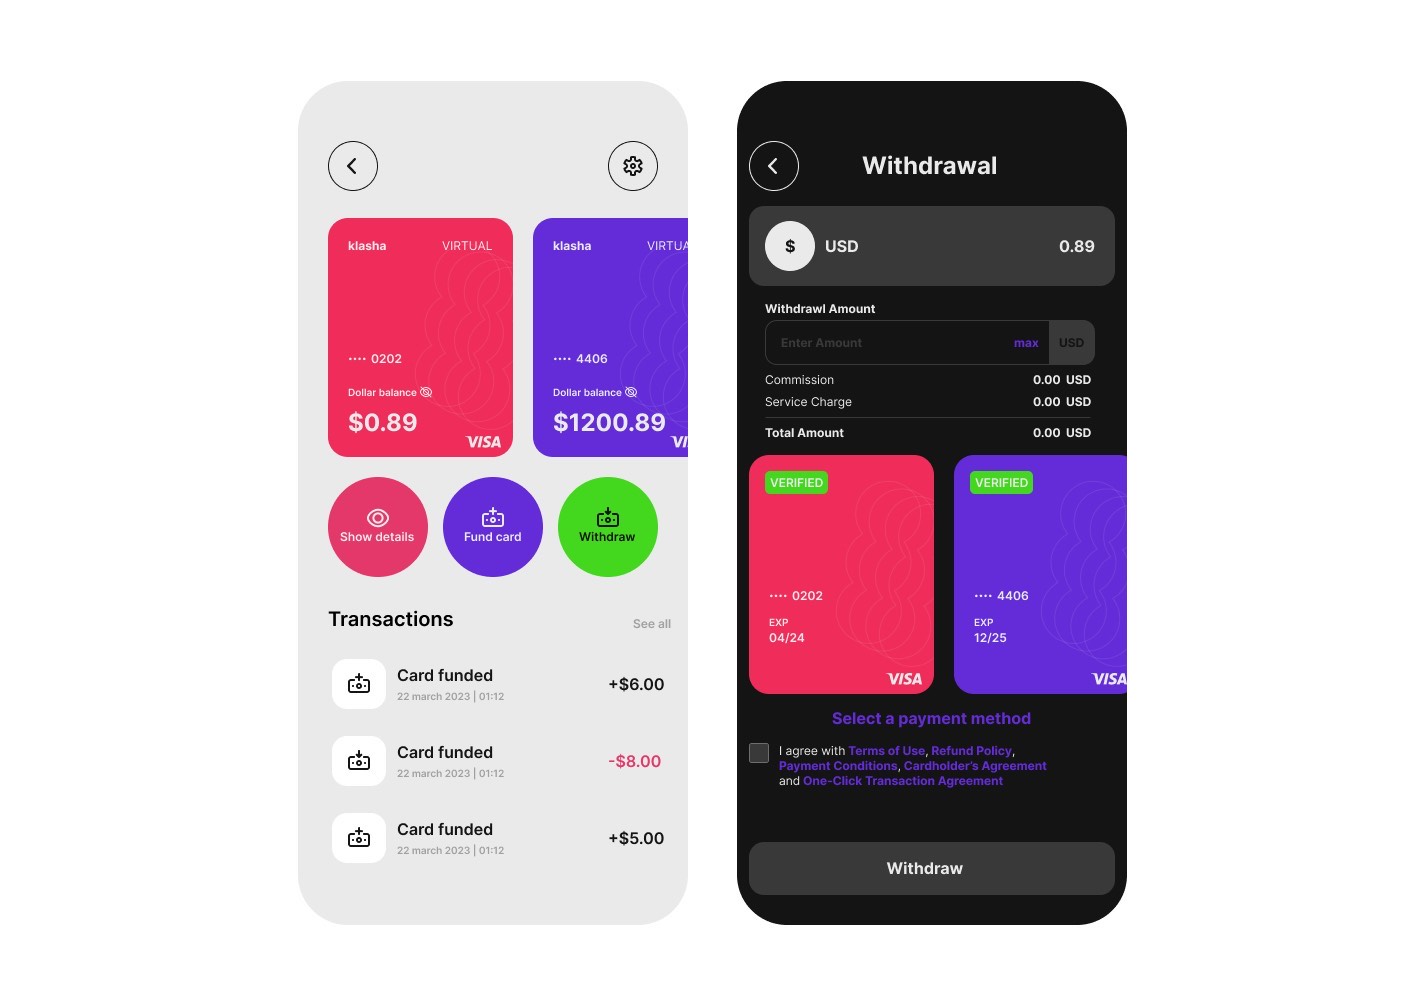 klasha VIRTUAL
•••• 0202
Dollar balance
$0.89
VISA
klasha VIRTUA
•••• 4406
Dollar balance
$1200.89
VI
Show details
Fund card
Withdraw
Transactions
See all
Card funded
22 march 2023 | 01:12
+$6.00
Card funded
22 march 2023 | 01:12
-$8.00
Card funded
22 march 2023 | 01:12
+$5.00
Withdrawal
$ USD 0.89
Withdrawl Amount
Enter Amount max USD
Commission 0.00 USD
Service Charge 0.00 USD
Total Amount 0.00 USD
VERIFIED
•••• 0202
EXP
04/24
VISA
VERIFIED
•••• 4406
EXP
12/25
VISA
Select a payment method
I agree with Terms of Use, Refund Policy,
Payment Conditions, Cardholder's Agreement
and One-Click Transaction Agreement
Withdraw